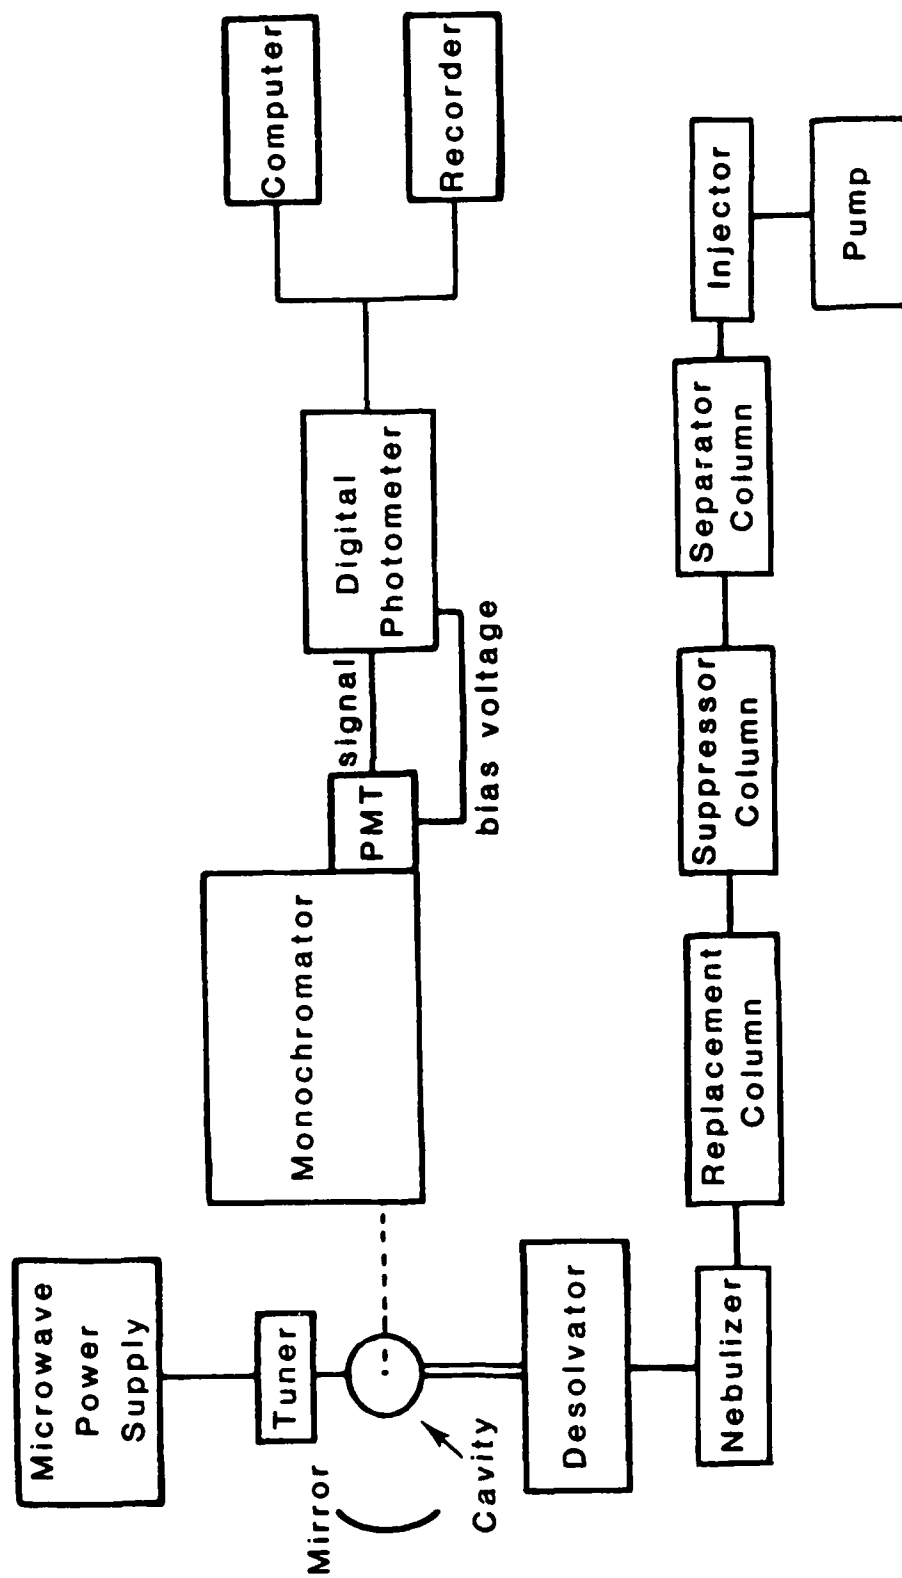 Microwave
Power
Supply
Tuner
Mirror
Cavity
Desolvator
Nebulizer
Monochromator
PMT
signal
bias voltage
Digital
Photometer
Computer
Recorder
Replacement
Column
Suppressor
Column
Separator
Column
Injector
Pump